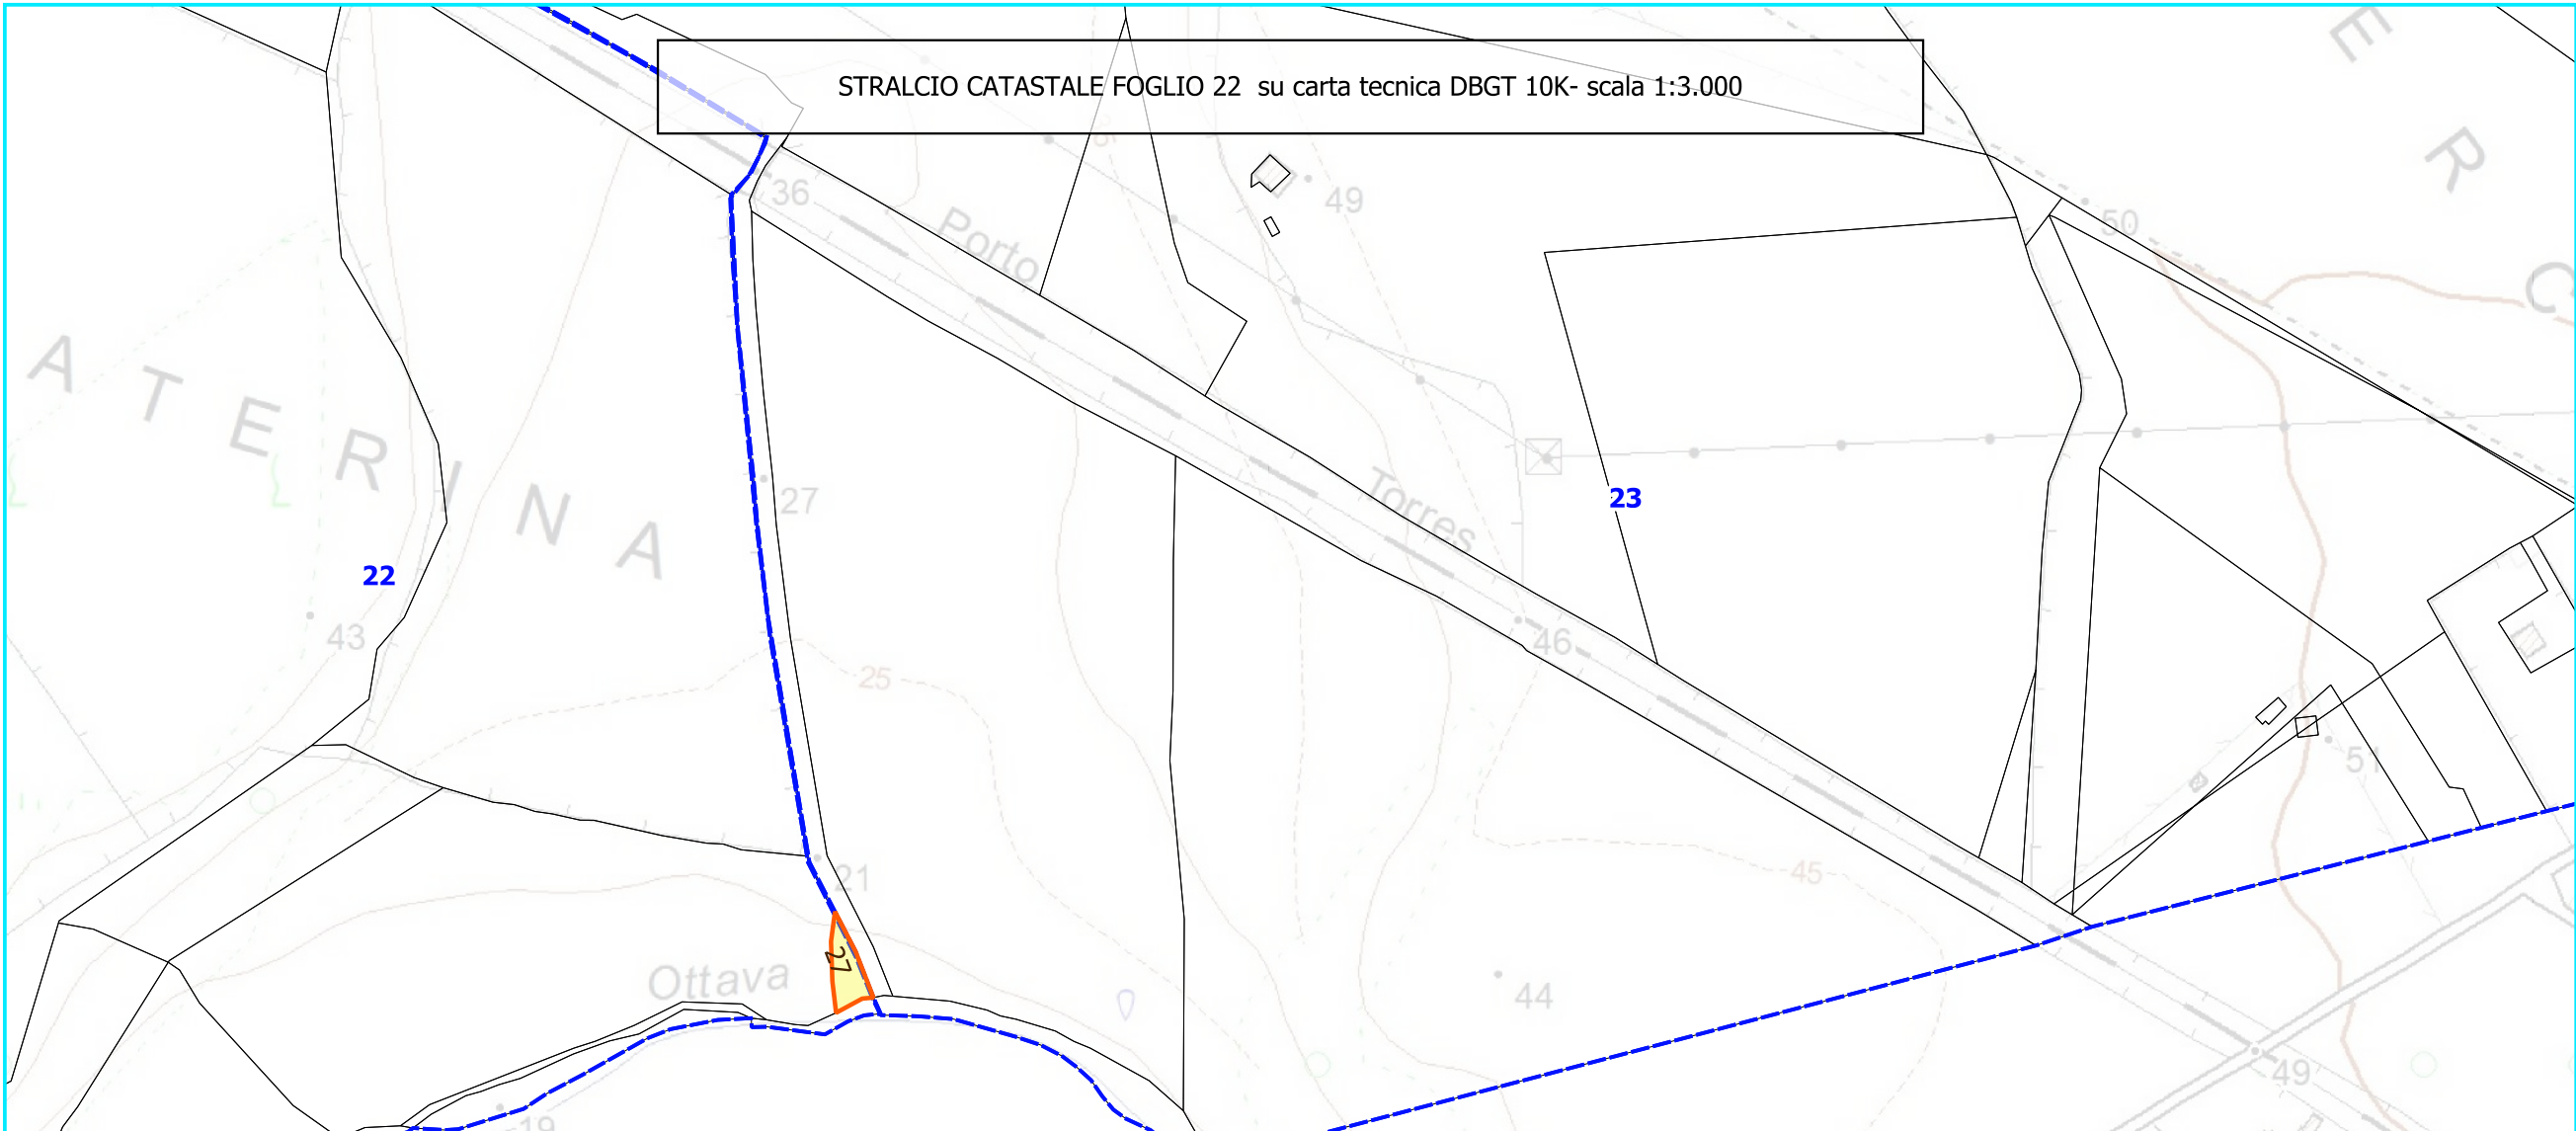 STRALCIO CATASTALE FOGLIO 22  su carta tecnica DBGT 10K- scala 1:3.000
E
R
C
36
49
50
Porto
35
A T E R I N A
27
Torres
23
22
43
46
25
51
21
45
27
Ottava
44
49
19